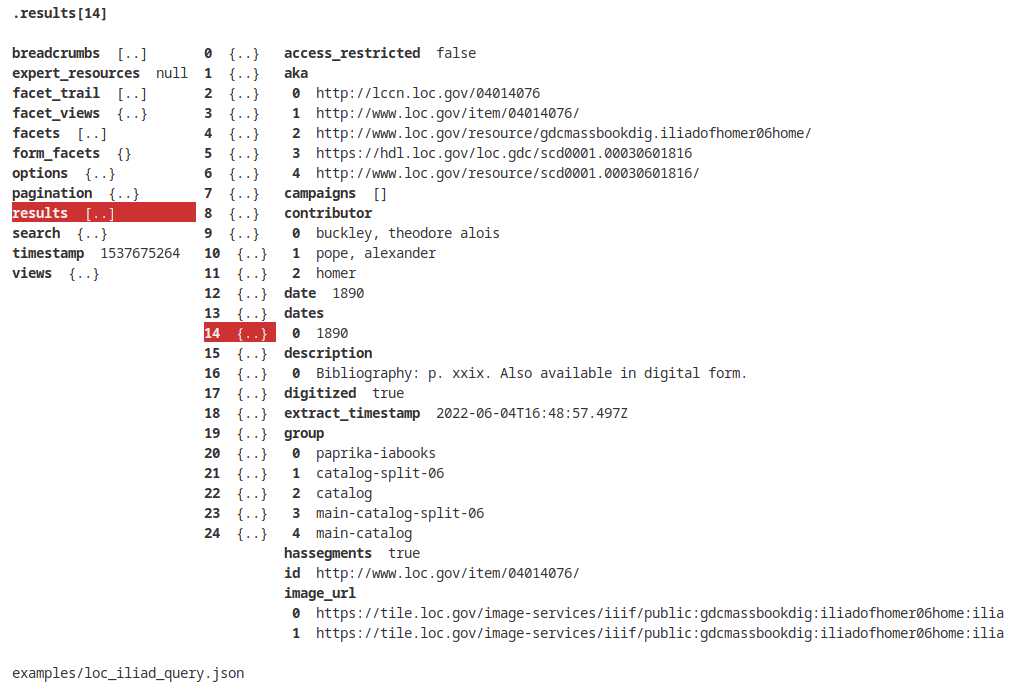 .results[14]
breadcrumbs [..] 0 {..} access_restricted false
expert_resources null 1 {..} aka
facet_trail [..] 2 {..} 0 http://lccn.loc.gov/04014076
facet_views {..} 3 {..} 1 http://www.loc.gov/item/04014076/
facets [..] 4 {..} 2 http://www.loc.gov/resource/gdcmassbookdig.iliadofhomer06home/
form_facets {} 5 {..} 3 https://hdl.loc.gov/loc.gdc/scd0001.00030601816
options {..} 6 {..} 4 http://www.loc.gov/resource/scd0001.00030601816/
pagination {..} 7 {..} campaigns []
results [..] 8 {..} contributor
search {..} 9 {..} 0 buckley, theodore alois
timestamp 1537675264 10 {..} 1 pope, alexander
views {..} 11 {..} 2 homer
12 {..} date 1890
13 {..} dates
14 {..} 0 1890
15 {..} description
16 {..} 0 Bibliography: p. xxix. Also available in digital form.
17 {..} digitized true
18 {..} extract_timestamp 2022-06-04T16:48:57.497Z
19 {..} group
20 {..} 0 paprika-iabooks
21 {..} 1 catalog-split-06
22 {..} 2 catalog
23 {..} 3 main-catalog-split-06
24 {..} 4 main-catalog
hassegments true
id http://www.loc.gov/item/04014076/
image_url
0 https://tile.loc.gov/image-services/iiif/public:gdcmassbookdig:iliadofhomer06home:ilia
1 https://tile.loc.gov/image-services/iiif/public:gdcmassbookdig:iliadofhomer06home:ilia
examples/loc_iliad_query.json